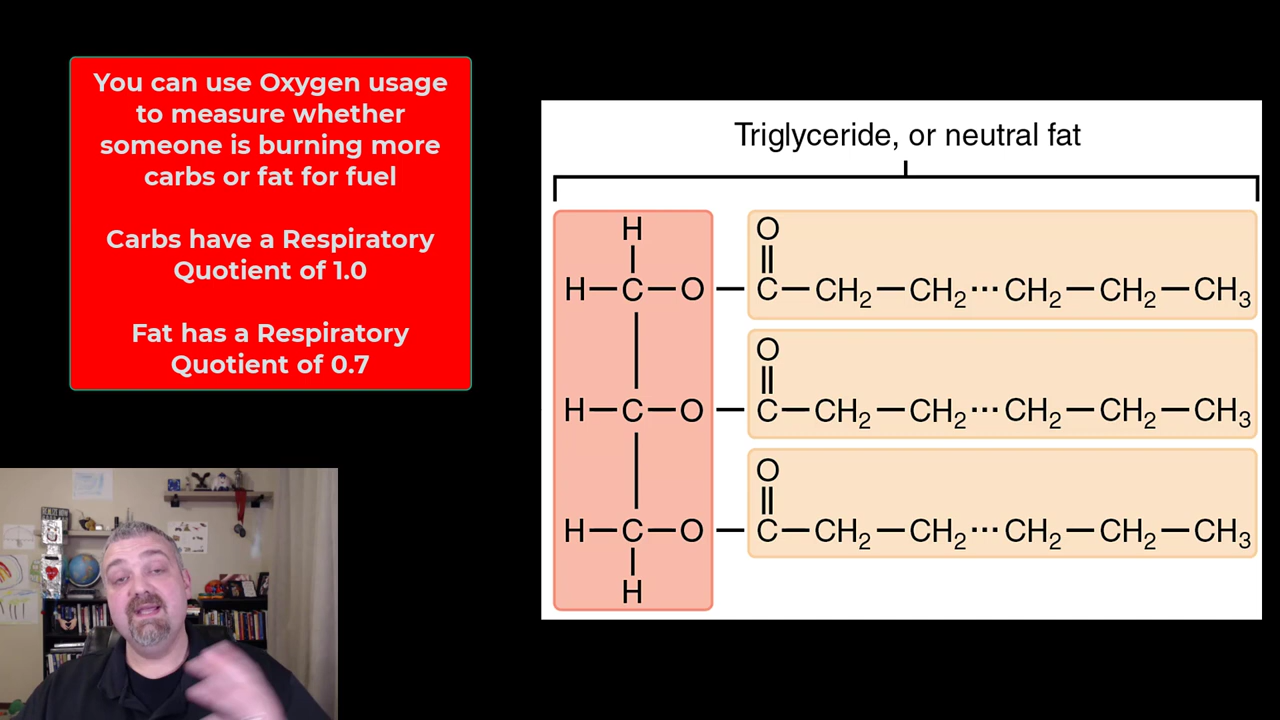 You can use Oxygen usage
to measure whether
someone is burning more
carbs or fat for fuel
Carbs have a Respiratory
Quotient of 1.0
Fat has a Respiratory
Quotient of 0.7
Triglyceride, or neutral fat
H O
H—C—O—C—CH₂—CH₂···CH₂—CH₂—CH₃
O
H—C—O—C—CH₂—CH₂···CH₂—CH₂—CH₃
O
H—C—O—C—CH₂—CH₂···CH₂—CH₂—CH₃
H